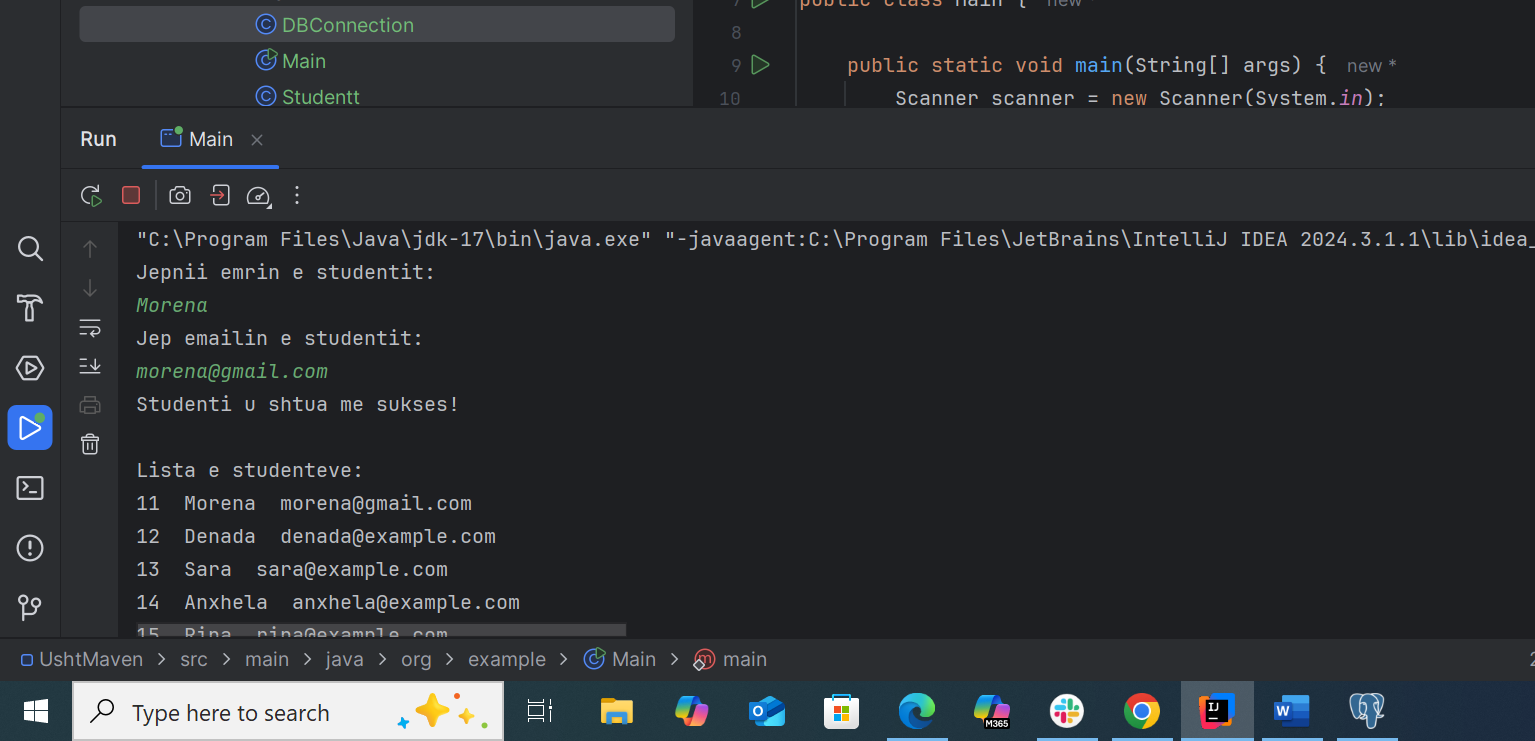 DBConnection
Main
Studentt
7 public class Main { new *
8
9 public static void main(String[] args) { new *
10 Scanner scanner = new Scanner(System.in);
Run Main
"C:\Program Files\Java\jdk-17\bin\java.exe" "-javaagent:C:\Program Files\JetBrains\IntelliJ IDEA 2024.3.1.1\lib\idea_
Jepnii emrin e studentit:
Morena
Jep emailin e studentit:
morena@gmail.com
Studenti u shtua me sukses!
Lista e studenteve:
11 Morena morena@gmail.com
12 Denada denada@example.com
13 Sara sara@example.com
14 Anxhela anxhela@example.com
15 Rina rina@example.com
UshtMaven > src > main > java > org > example > Main > main
Type here to search
M365